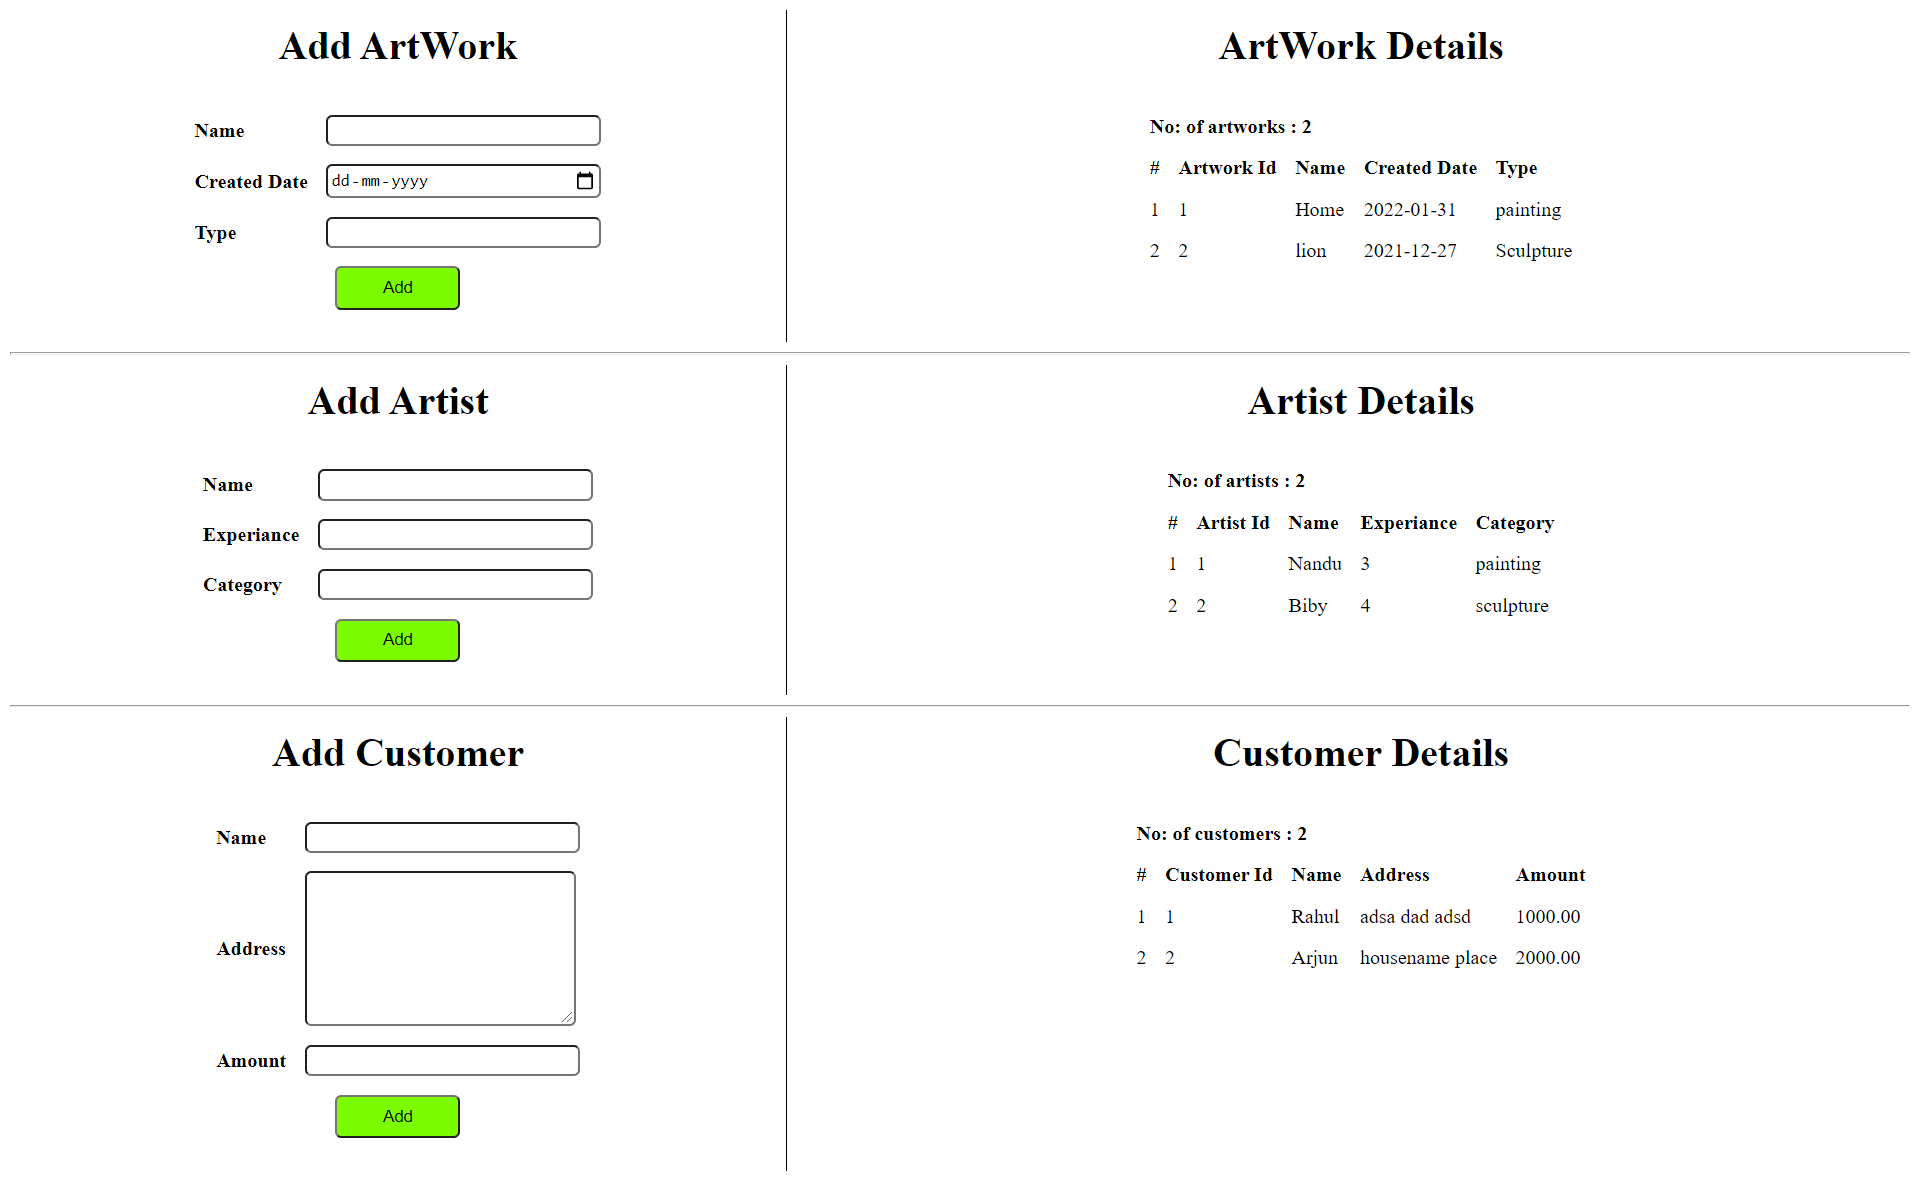 Add ArtWork
Name
Created Date
dd-mm-yyyy
Type
Add
ArtWork Details
No: of artworks : 2
# Artwork Id Name Created Date Type
1 1 Home 2022-01-31 painting
2 2 lion 2021-12-27 Sculpture
Add Artist
Name
Experiance
Category
Add
Artist Details
No: of artists : 2
# Artist Id Name Experiance Category
1 1 Nandu 3 painting
2 2 Biby 4 sculpture
Add Customer
Name
Address
Amount
Add
Customer Details
No: of customers : 2
# Customer Id Name Address Amount
1 1 Rahul adsa dad adsd 1000.00
2 2 Arjun housename place 2000.00